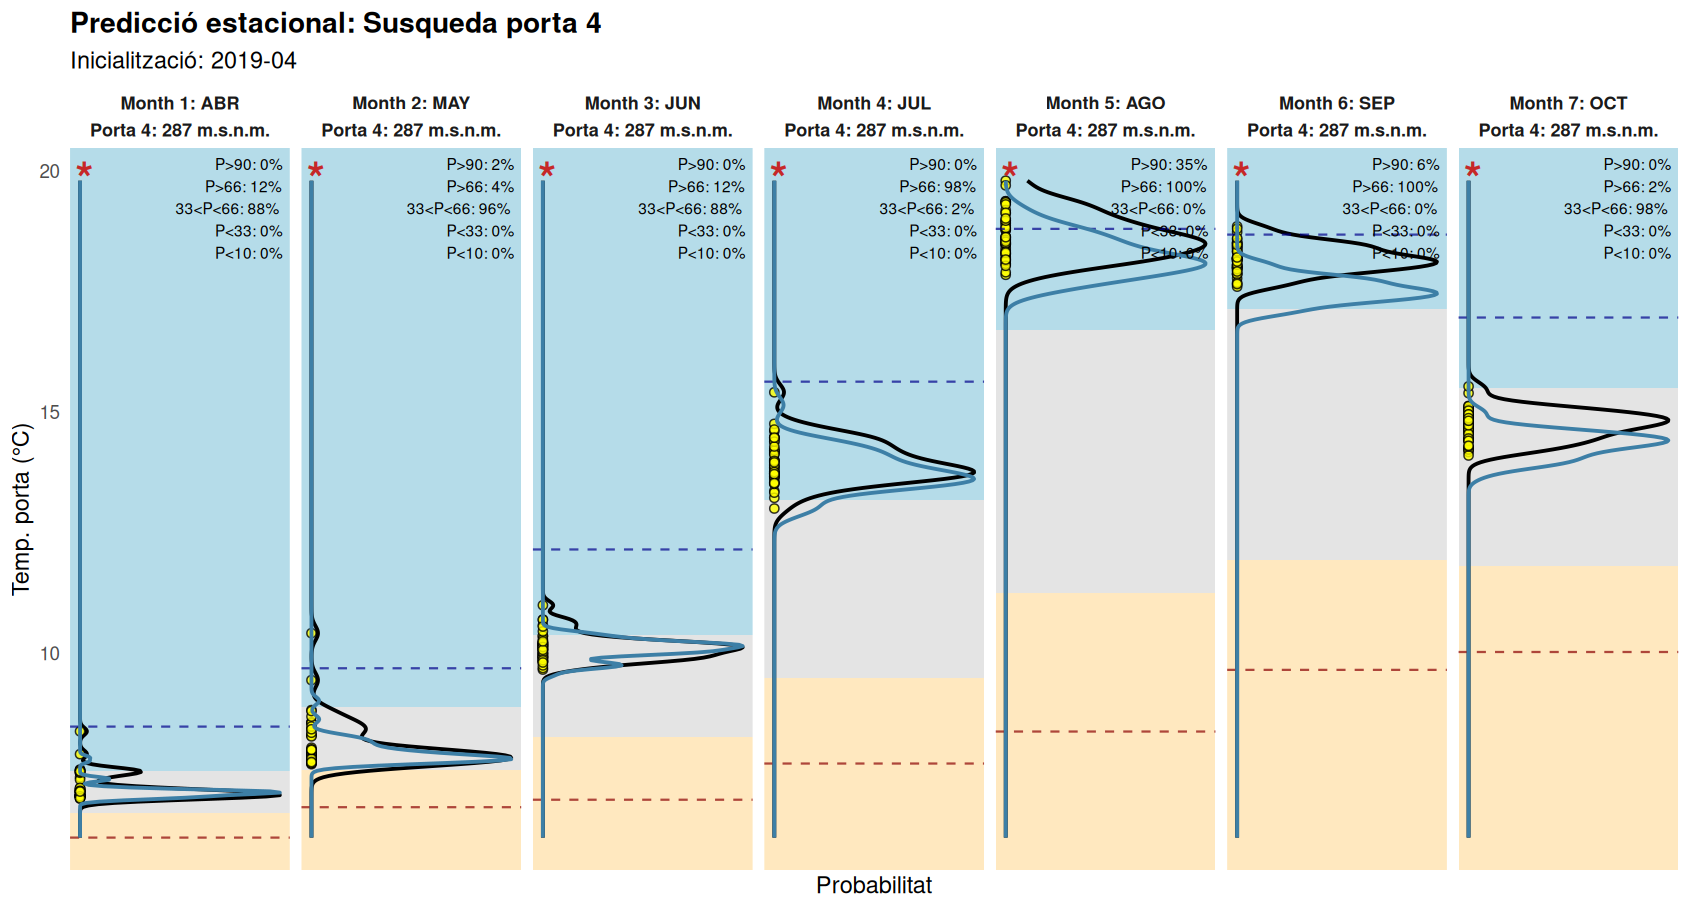 Predicció estacional: Susqueda porta 4
Inicialització: 2019-04
Month 1: ABR
Porta 4: 287 m.s.n.m.
Month 2: MAY
Porta 4: 287 m.s.n.m.
Month 3: JUN
Porta 4: 287 m.s.n.m.
Month 4: JUL
Porta 4: 287 m.s.n.m.
Month 5: AGO
Porta 4: 287 m.s.n.m.
Month 6: SEP
Porta 4: 287 m.s.n.m.
Month 7: OCT
Porta 4: 287 m.s.n.m.
20
15
10
Temp. porta (°C)
*
P>90: 0%
P>66: 12%
33<P<66: 88%
P<33: 0%
P<10: 0%
*
P>90: 2%
P>66: 4%
33<P<66: 96%
P<33: 0%
P<10: 0%
*
P>90: 0%
P>66: 12%
33<P<66: 88%
P<33: 0%
P<10: 0%
*
P>90: 0%
P>66: 98%
33<P<66: 2%
P<33: 0%
P<10: 0%
*
P>90: 35%
P>66: 100%
33<P<66: 0%
P<33: 0%
P<10: 0%
*
P>90: 6%
P>66: 100%
33<P<66: 0%
P<33: 0%
P<10: 0%
*
P>90: 0%
P>66: 2%
33<P<66: 98%
P<33: 0%
P<10: 0%
Probabilitat